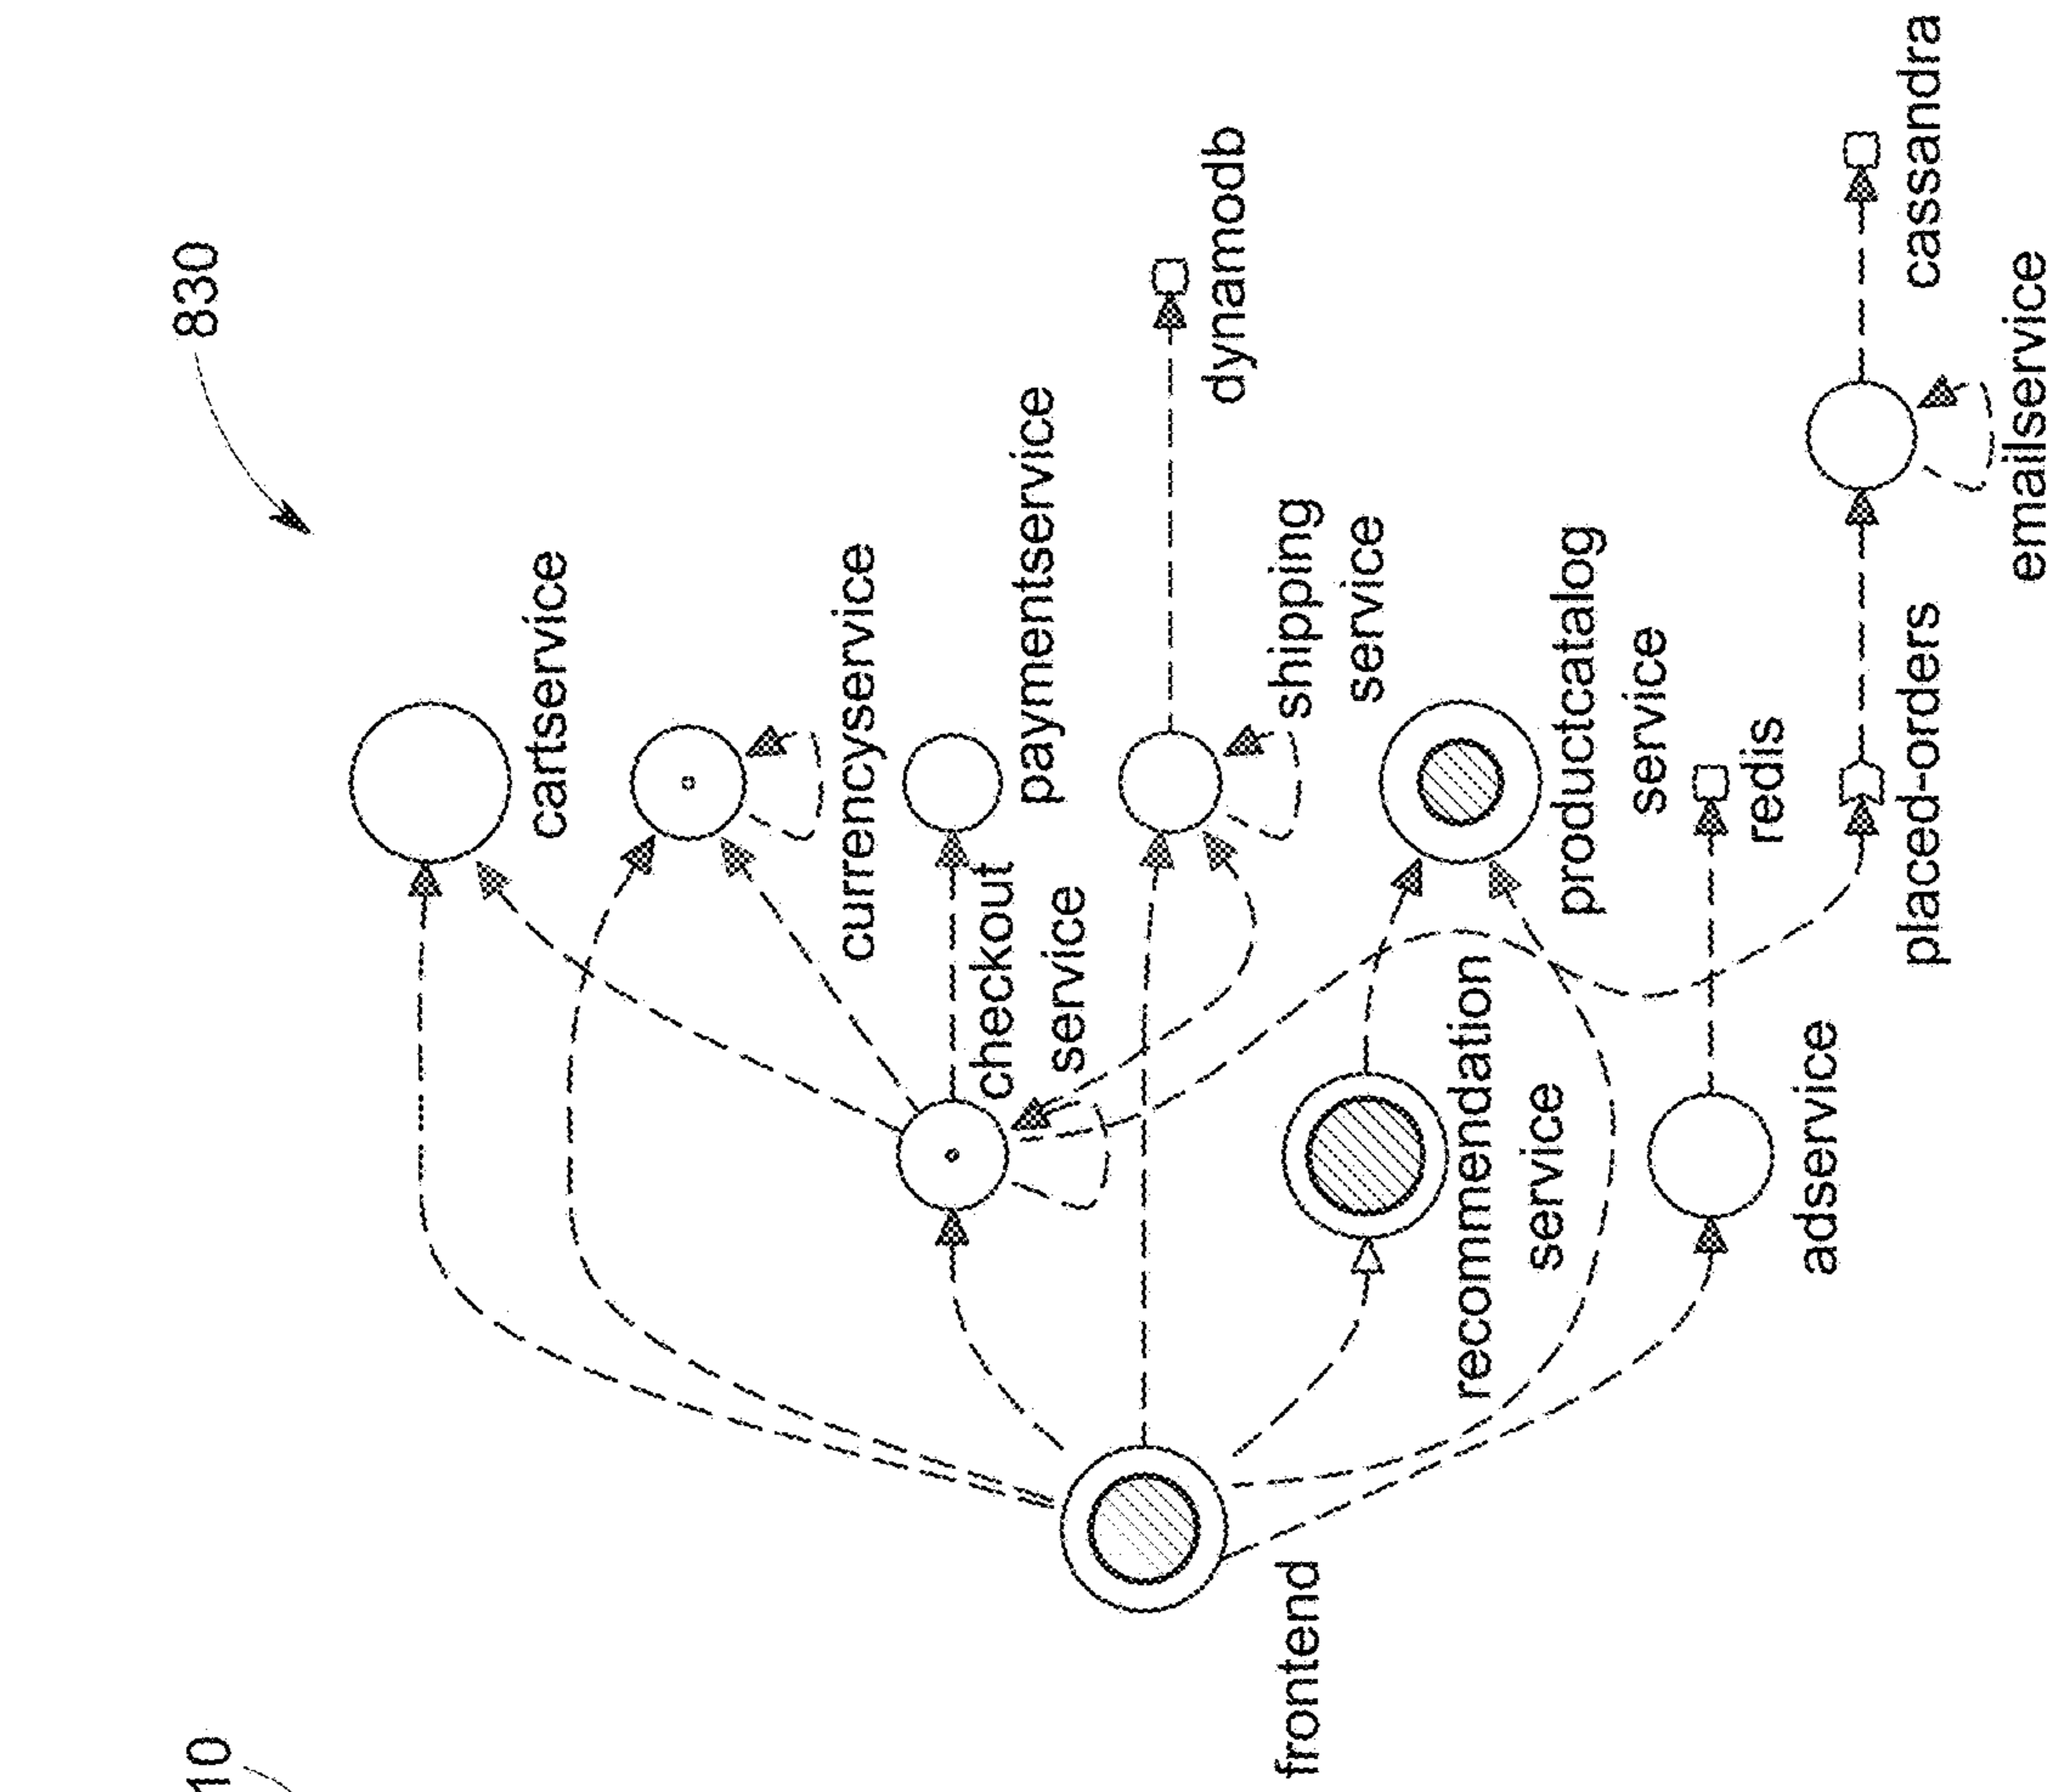 830
10
cartservice
currencyservice
paymentservice
checkout
service
dynamodb
shipping
service
productcatalog
service
redis
placed-orders
cassandra
emailservice
recommendation
service
adservice
frontend